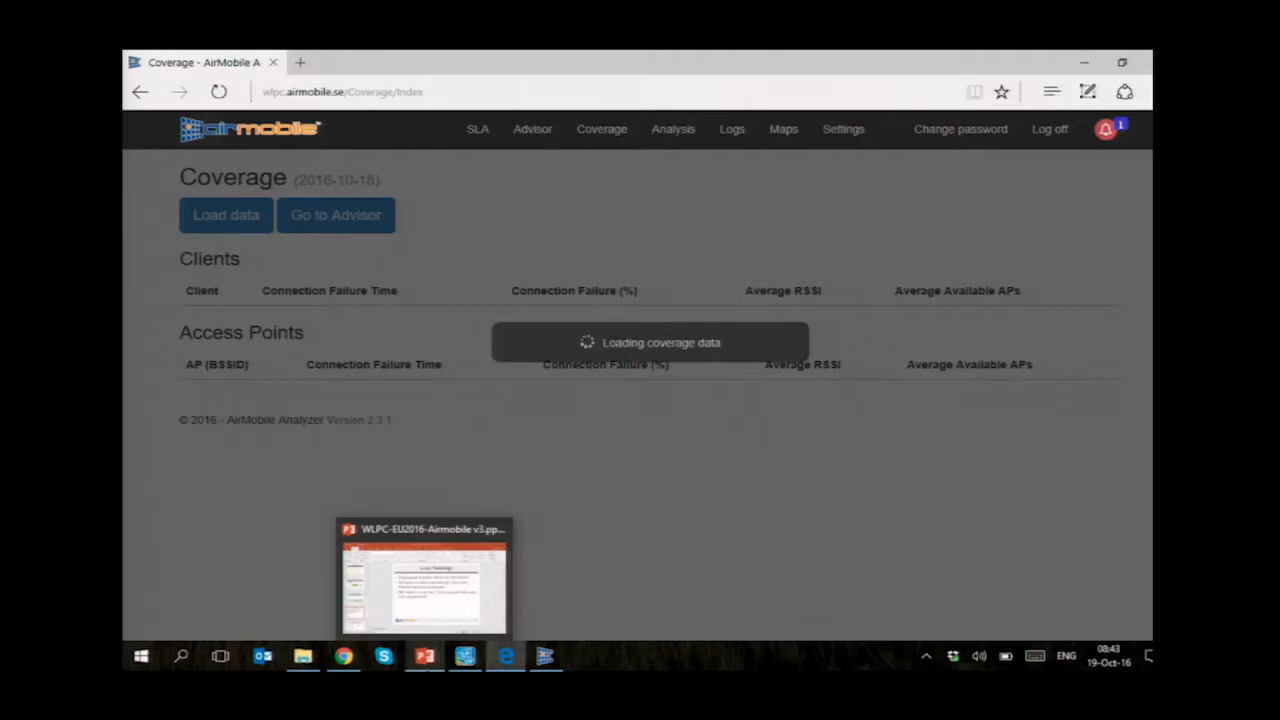 Coverage - AirMobile A
wlpc.airmobile.se/Coverage/Index
airmobile
SLA Advisor Coverage Analysis Logs Maps Settings Change password Log off 1
Coverage (2016-10-18)
Load data Go to Advisor
Clients
Client Connection Failure Time Connection Failure (%) Average RSSI Average Available APs
Access Points
Loading coverage data
AP (BSSID) Connection Failure Time Connection Failure (%) Average RSSI Average Available APs
© 2016 - AirMobile Analyzer Version 2.3.1
WLPC-EU2016-Airmobile v3.pp...
ENG
08:43
19-Oct-16